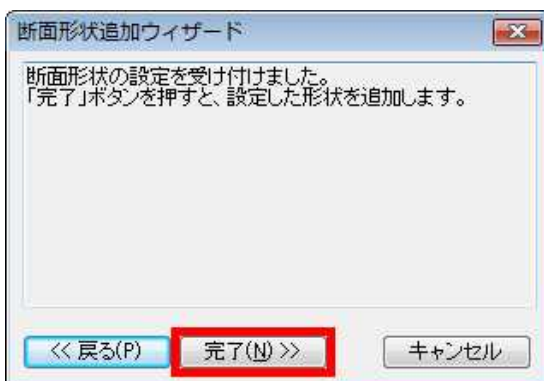 断面形状追加ウィザード
断面形状の設定を受け付けました。
「完了」ボタンを押すと、設定した形状を追加します。
<< 戻る(P)
完了(N) >>
キャンセル